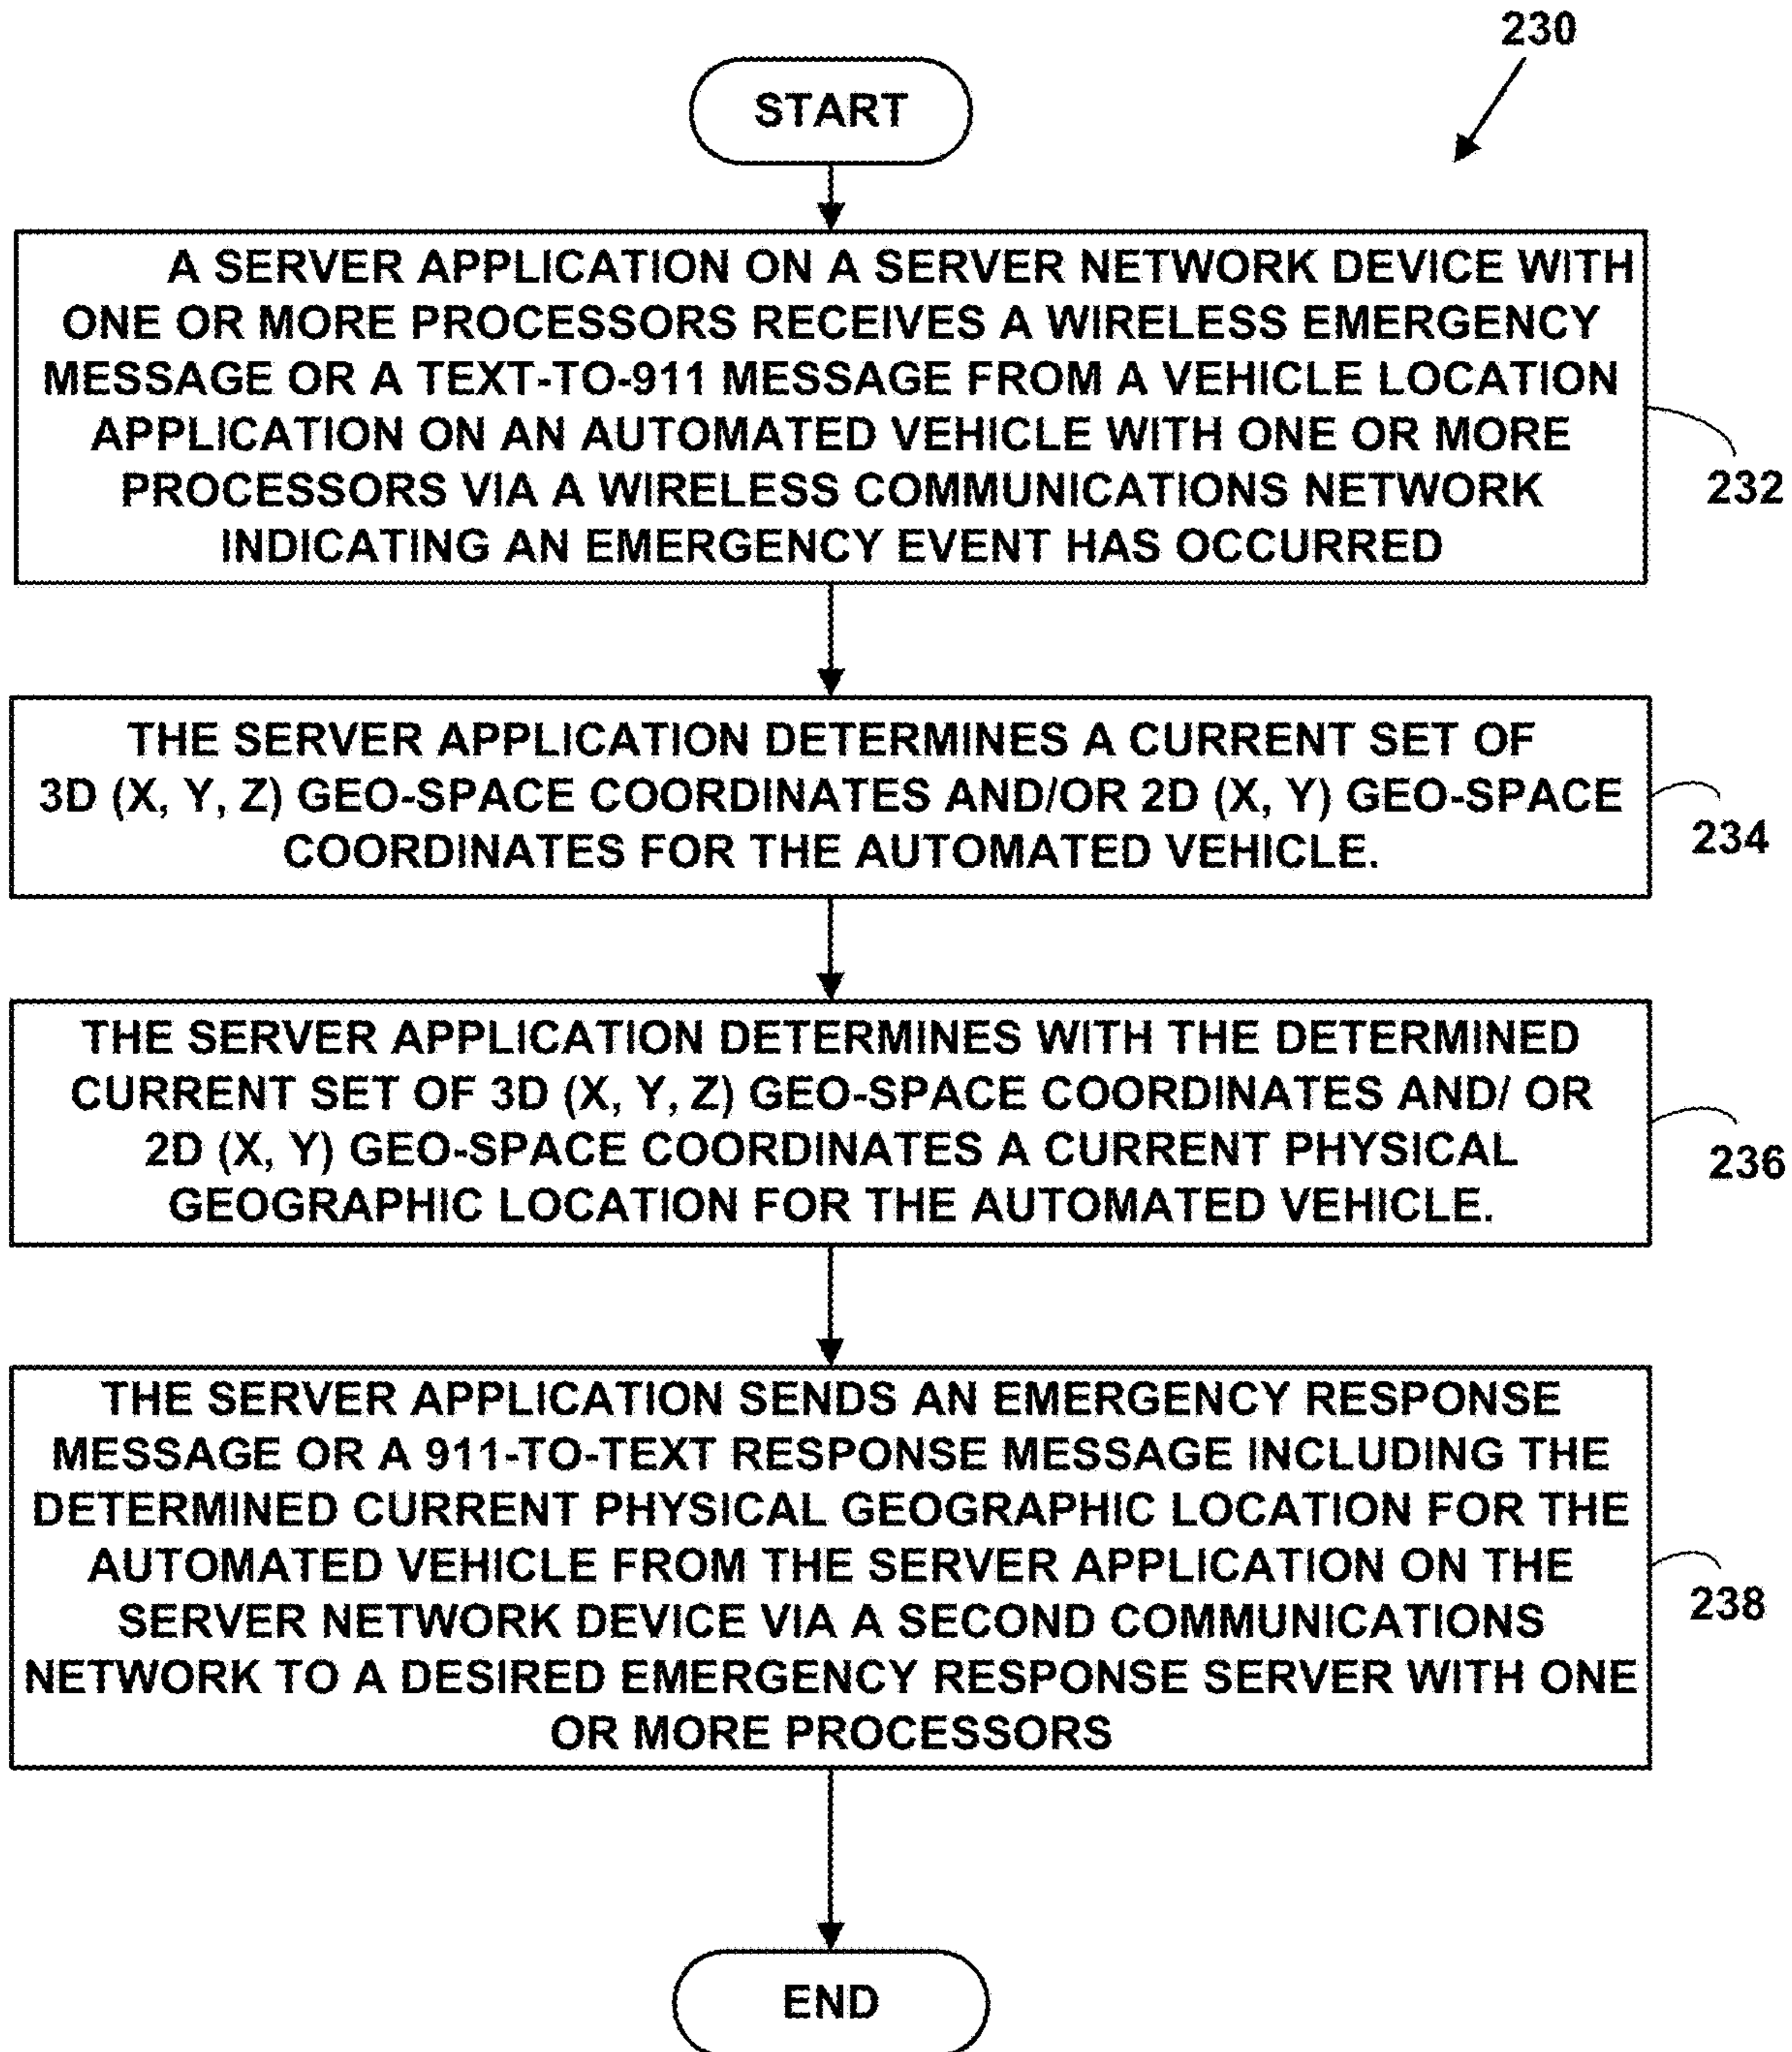 230
START
A SERVER APPLICATION ON A SERVER NETWORK DEVICE WITH
ONE OR MORE PROCESSORS RECEIVES A WIRELESS EMERGENCY
MESSAGE OR A TEXT-TO-911 MESSAGE FROM A VEHICLE LOCATION
APPLICATION ON AN AUTOMATED VEHICLE WITH ONE OR MORE
PROCESSORS VIA A WIRELESS COMMUNICATIONS NETWORK
INDICATING AN EMERGENCY EVENT HAS OCCURRED
232
THE SERVER APPLICATION DETERMINES A CURRENT SET OF
3D (X, Y, Z) GEO-SPACE COORDINATES AND/OR 2D (X, Y) GEO-SPACE
COORDINATES FOR THE AUTOMATED VEHICLE.
234
THE SERVER APPLICATION DETERMINES WITH THE DETERMINED
CURRENT SET OF 3D (X, Y, Z) GEO-SPACE COORDINATES AND/ OR
2D (X, Y) GEO-SPACE COORDINATES A CURRENT PHYSICAL
GEOGRAPHIC LOCATION FOR THE AUTOMATED VEHICLE.
236
THE SERVER APPLICATION SENDS AN EMERGENCY RESPONSE
MESSAGE OR A 911-TO-TEXT RESPONSE MESSAGE INCLUDING THE
DETERMINED CURRENT PHYSICAL GEOGRAPHIC LOCATION FOR THE
AUTOMATED VEHICLE FROM THE SERVER APPLICATION ON THE
SERVER NETWORK DEVICE VIA A SECOND COMMUNICATIONS
NETWORK TO A DESIRED EMERGENCY RESPONSE SERVER WITH ONE
OR MORE PROCESSORS
238
END